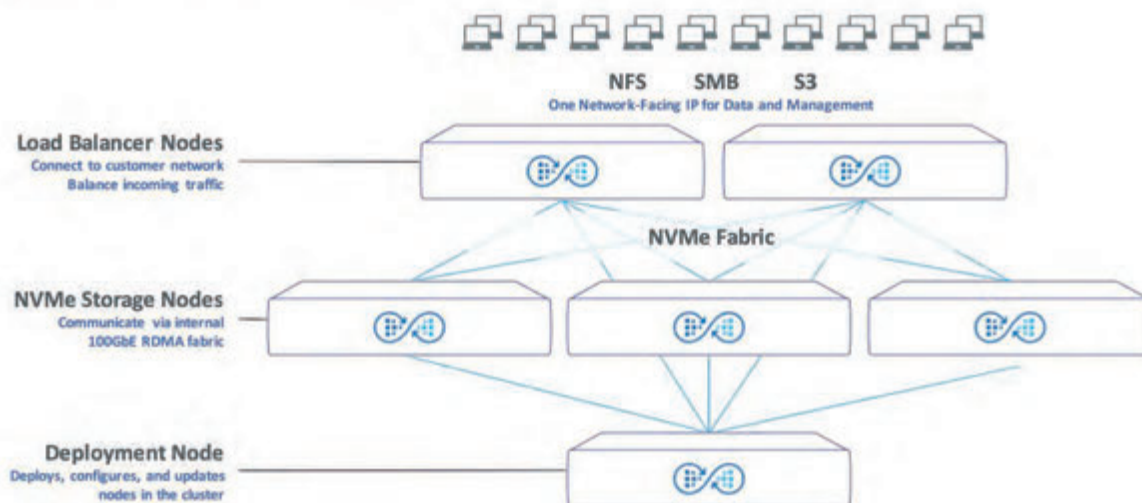 NFS SMB S3
One Network-Facing IP for Data and Management
Load Balancer Nodes
Connect to customer network
Balance incoming traffic
NVMe Fabric
NVMe Storage Nodes
Communicate via internal
100GbE RDMA fabric
Deployment Node
Deploys, configures, and updates
nodes in the cluster